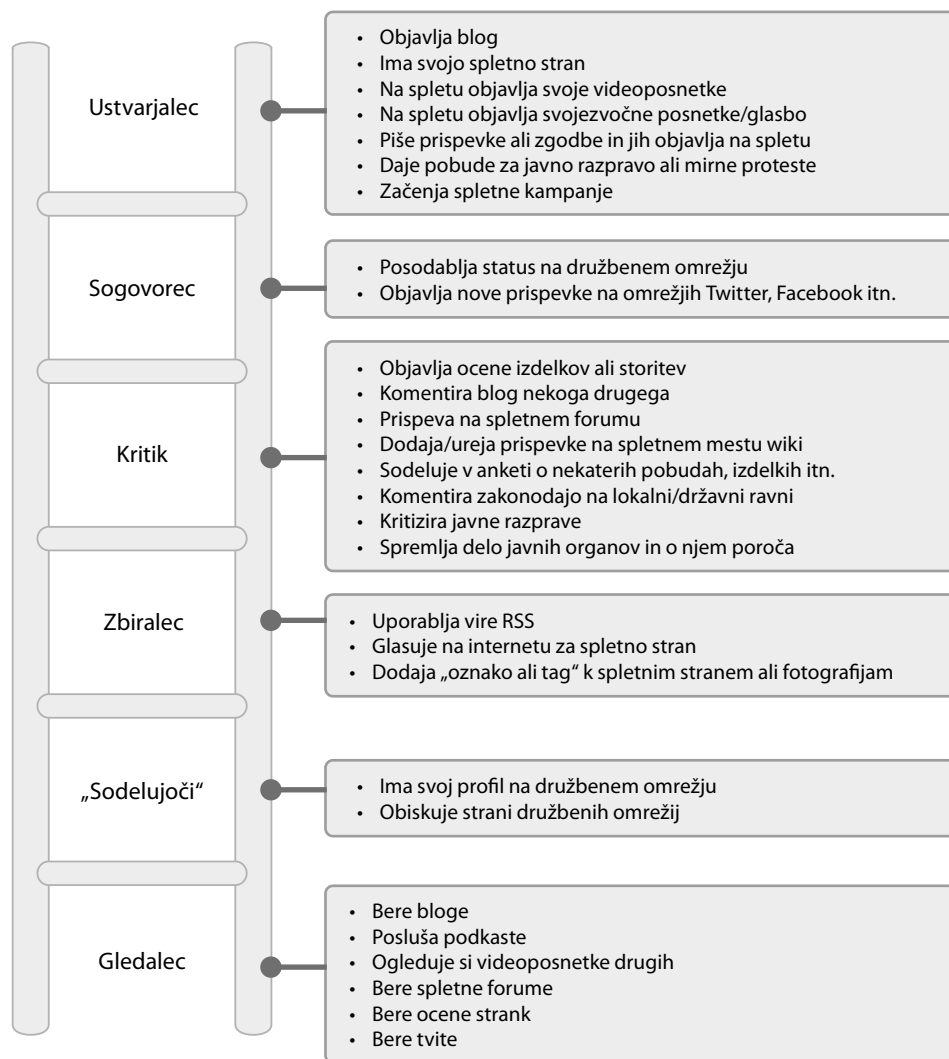 Ustvarjalec
• Objavlja blog
• Ima svojo spletno stran
• Na spletu objavlja svoje videoposnetke
• Na spletu objavlja svojezvočne posnetke/glasbo
• Piše prispevke ali zgodbe in jih objavlja na spletu
• Daje pobude za javno razpravo ali mirne proteste
• Začenja spletne kampanje
Sogovorec
• Posodablja status na družbenem omrežju
• Objavlja nove prispevke na omrežjih Twitter, Facebook itn.
Kritik
• Objavlja ocene izdelkov ali storitev
• Komentira blog nekoga drugega
• Prispeva na spletnem forumu
• Dodaja/ureja prispevke na spletnem mestu wiki
• Sodeluje v anketi o nekaterih pobudah, izdelkih itn.
• Komentira zakonodajo na lokalni/državni ravni
• Kritizira javne razprave
• Spremlja delo javnih organov in o njem poroča
Zbiralec
• Uporablja vire RSS
• Glasuje na internetu za spletno stran
• Dodaja „oznako ali tag“ k spletnim stranem ali fotografijam
„Sodelujoči“
• Ima svoj profil na družbenem omrežju
• Obiskuje strani družbenih omrežij
Gledalec
• Bere bloge
• Posluša podkaste
• Ogleduje si videoposnetke drugih
• Bere spletne forume
• Bere ocene strank
• Bere tvite